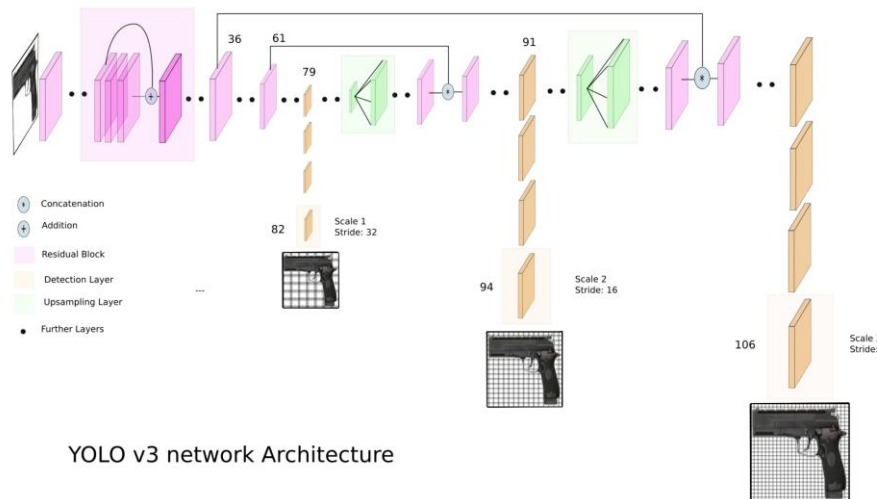 36
61
79
91
Concatenation
Addition
Residual Block
Detection Layer
Upsampling Layer
Further Layers
...
82
Scale 1
Stride: 32
94
Scale 2
Stride: 16
106
Scale
Stride:
YOLO v3 network Architecture